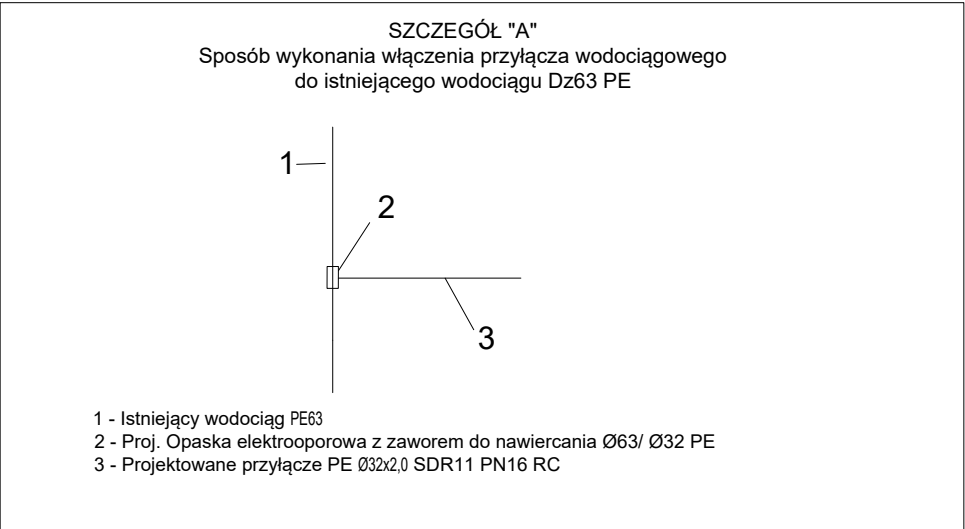 SZCZEGÓŁ "A"
Sposób wykonania włączenia przyłącza wodociągowego
do istniejącego wodociągu Dz63 PE
1
2
3
1 - Istniejący wodociąg PE63
2 - Proj. Opaska elektrooporowa z zaworem do nawiercania Ø63/ Ø32 PE
3 - Projektowane przyłącze PE Ø32x2,0 SDR11 PN16 RC